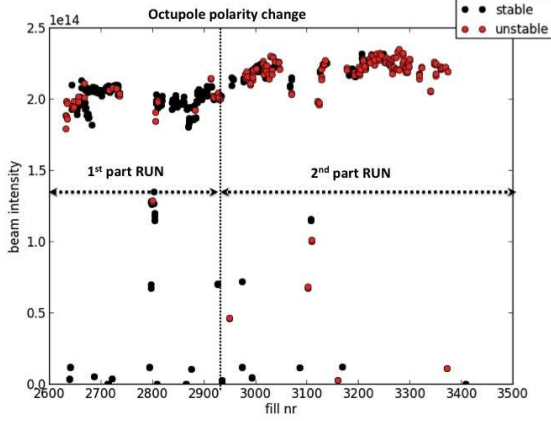 Octupole polarity change
1e14
stable
unstable
2.5
2.0
1.5
1.0
0.5
0.0
beam intensity
1st part RUN
2nd part RUN
2600 2700 2800 2900 3000 3100 3200 3300 3400 3500
fill nr